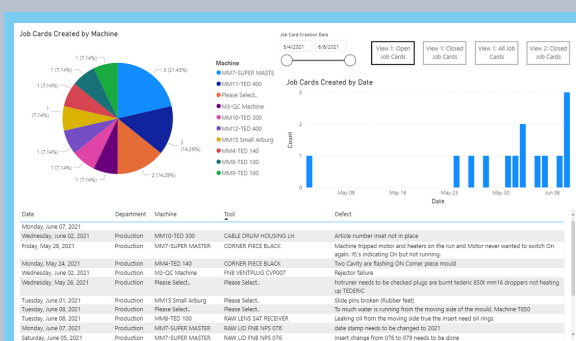 Job Cards Created by Machine
1 (7.14%)
1 (7.14%)
1 (7.14%)
1 (7.14%)
1 (7.14%)
1 (7.14%)
1 (7.14%)
1 (7.14%)
3 (21.43%)
2 (14.29%)
2 (14.29%)
Machine
MM7-SUPER MASTE
MM11-TED 400
Please Select..
M3-QC Machine
MM10-TED 300
MM12-TED 400
MM15 Small Arburg
MM4-TED 140
MM8-TED 100
MM9-TED 160
Job Card Creation Date
5/4/2021 6/8/2021
View 1: Open Job Cards
View 1: Closed Job Cards
View 1: All Job Cards
View 2: Closed Job Cards
Job Cards Created by Date
Count
3
2
1
0
May 09 May 16 May 23 May 30 Jun 06
Date
Date Department Machine Tool Defect
Monday, June 07, 2021
Wednesday, June 02, 2021 Production MM10-TED 300 CABLE DRUM HOUSING LH Article number inset not in place
Friday, May 28, 2021 Production MM7-SUPER MASTER CORNER PIECE BLACK Machine tripped motor and heaters on the run and Motor never wanted to switch On
again. It\'s indicating On but not running.
Monday, May 24, 2021 Production MM4-TED 140 CORNER PIECE BLACK Two Cavity are flashing ON Corner piece mould
Wednesday, June 02, 2021 Production M3-QC Machine FNB VENTPLUG CVP007 Rejector failure
Wednesday, May 26, 2021 Production Please Select.. Please Select.. hotruner needs to be checked plugs are burnt tederic 850t mm16 droppers not heating
up TEDERIC
Tuesday, June 01, 2021 Production MM15 Small Arburg Please Select.. Slide pins broken (Rubber feet)
Tuesday, June 08, 2021 Production Please Select.. Please Select.. To much water is running from the moving side of the mould. Machine T850
Tuesday, June 08, 2021 Production MM8-TED 100 RAW LENS SAT RECEIVER Leaking oil from the moving side true the insert need oil rings
Monday, June 07, 2021 Production MM7-SUPER MASTER RAW LID FNB NPS 076 date stamp needs to be changed to 2021
Saturday, June 05, 2021 Production MM7-SUPER MASTER RAW LID FNB NPS 076 Insert change from 076 to 079 needs to be done